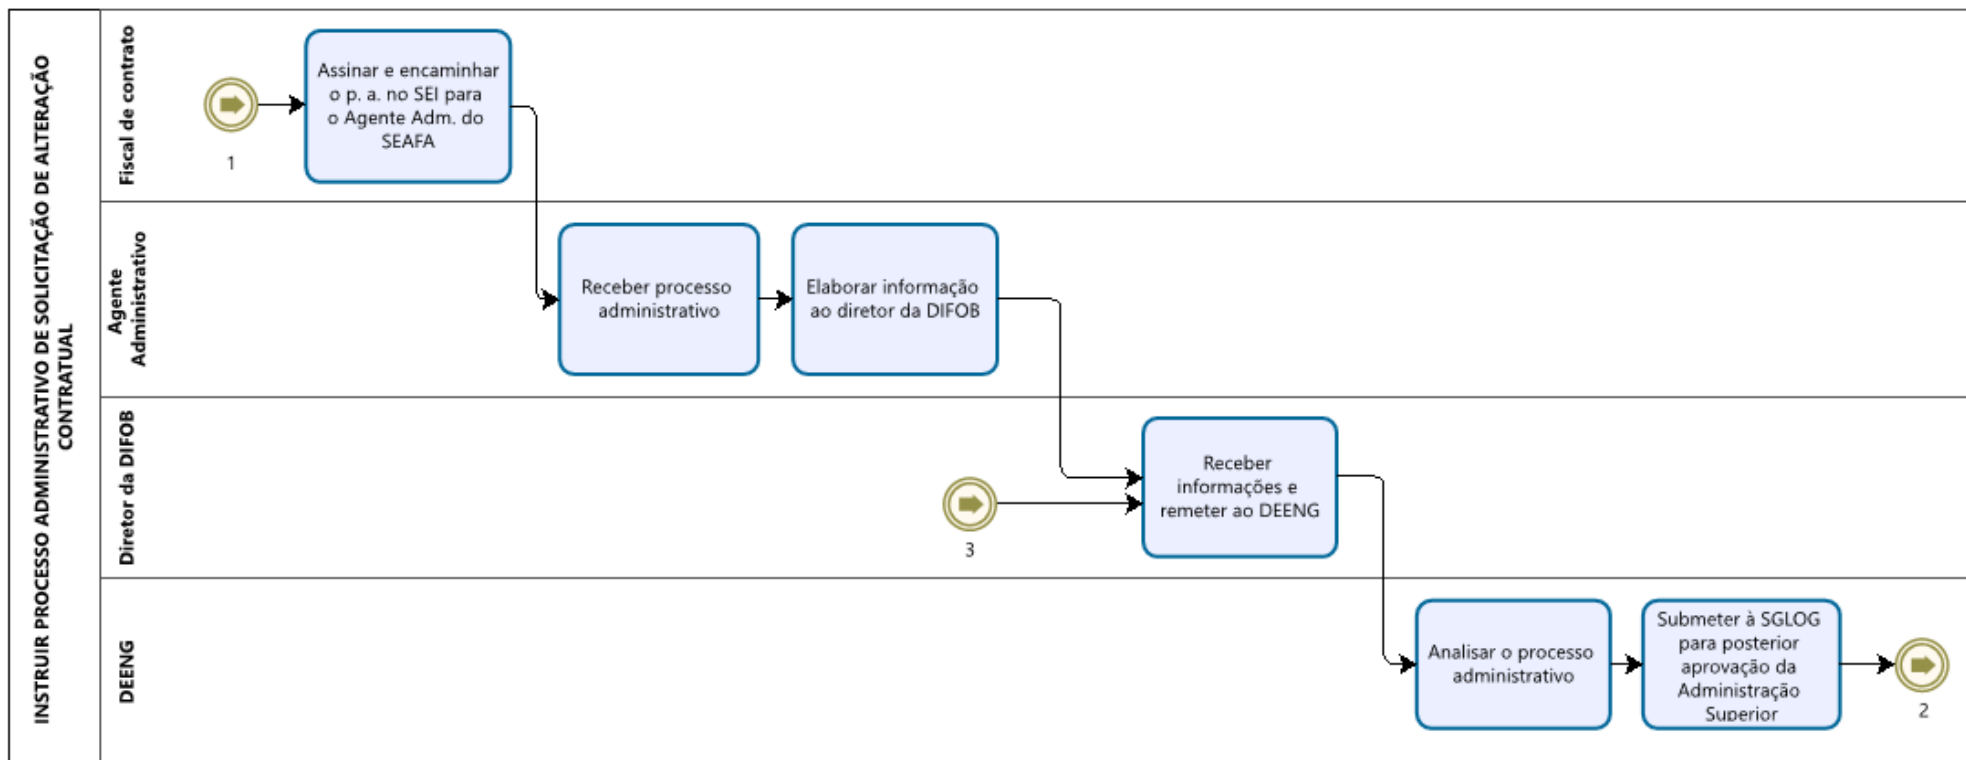 INSTRUIR PROCESSO ADMINISTRATIVO DE SOLICITAÇÃO DE ALTERAÇÃO
CONTRATUAL
Fiscal de contrato
1
Assinar e encaminhar
o p. a. no SEI para
o Agente Adm. do
SEAFA
Agente
Administrativo
Receber processo
administrativo
Elaborar informação
ao diretor da DIFOB
Diretor da DIFOB
3
Receber
informações e
remeter ao DEENG
DEENG
Analisar o processo
administrativo
Submeter à SGLOG
para posterior
aprovação da
Administração
Superior
2